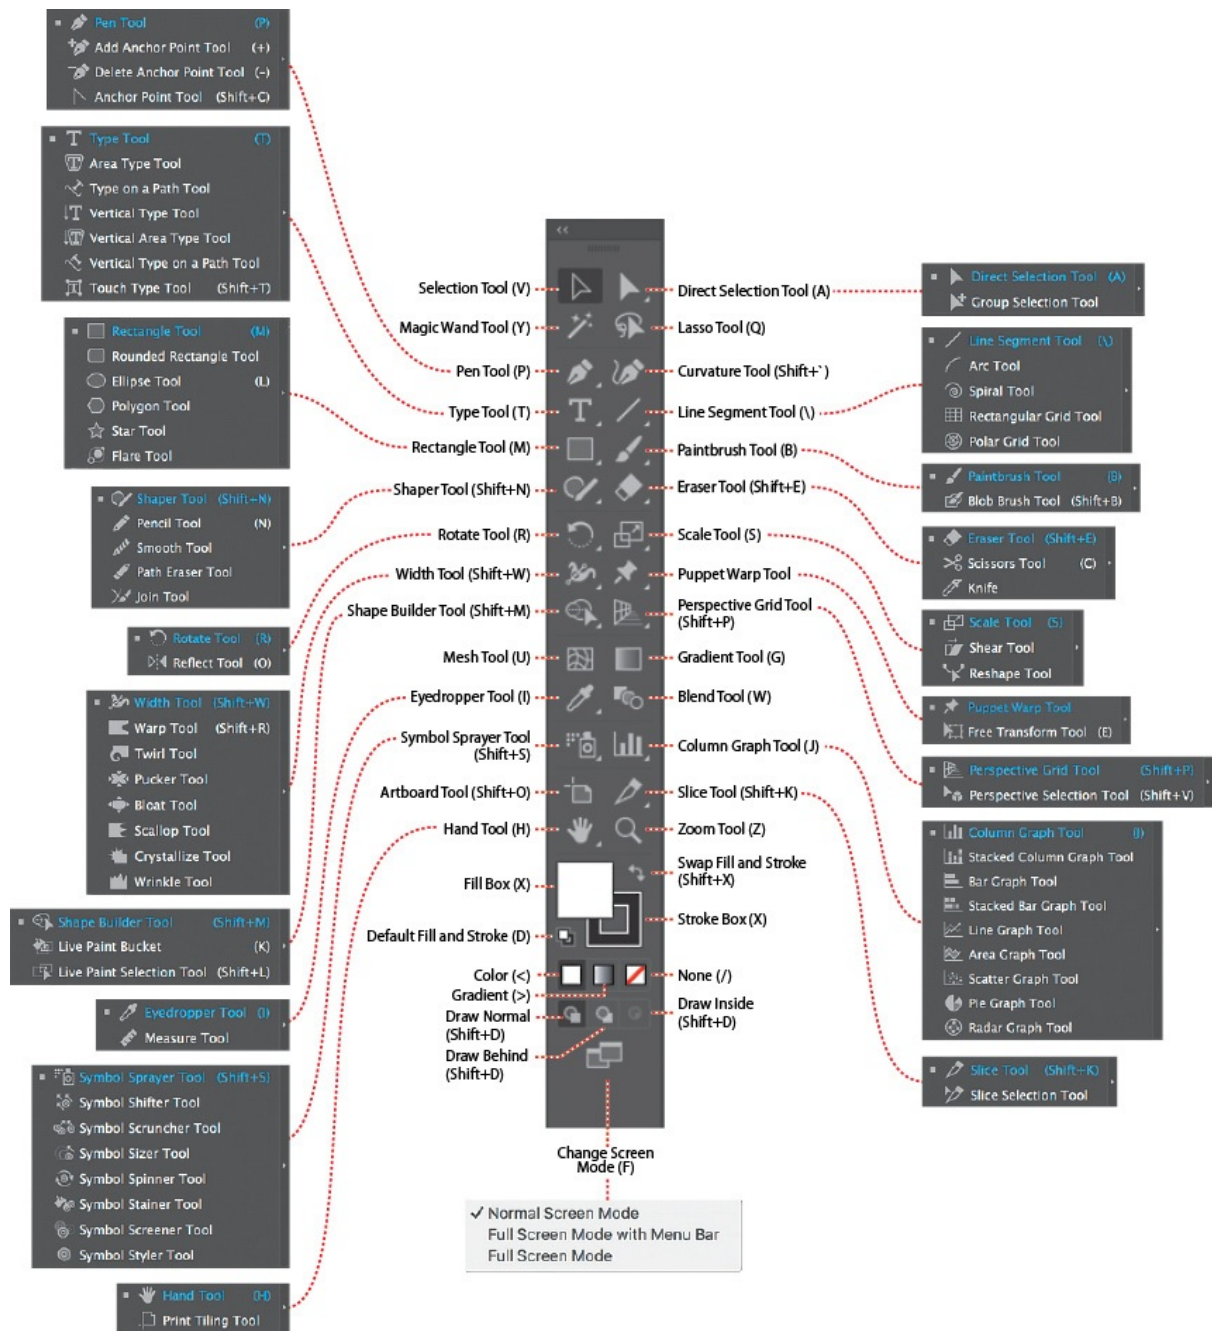 Pen Tool (P)
Add Anchor Point Tool (+)
Delete Anchor Point Tool (-)
Anchor Point Tool (Shift+C)
Type Tool (T)
Area Type Tool
Type on a Path Tool
Vertical Type Tool
Vertical Area Type Tool
Vertical Type on a Path Tool
Touch Type Tool (Shift+T)
Rectangle Tool (M)
Rounded Rectangle Tool
Ellipse Tool (L)
Polygon Tool
Star Tool
Flare Tool
Shaper Tool (Shift+N)
Pencil Tool (N)
Smooth Tool
Path Eraser Tool
Join Tool
Rotate Tool (R)
Reflect Tool (O)
Width Tool (Shift+W)
Warp Tool (Shift+R)
Twirl Tool
Pucker Tool
Bloat Tool
Scallop Tool
Crystallize Tool
Wrinkle Tool
Shape Builder Tool (Shift+M)
Live Paint Bucket (K)
Live Paint Selection Tool (Shift+L)
Eyedropper Tool (I)
Measure Tool
Symbol Sprayer Tool (Shift+S)
Symbol Shifter Tool
Symbol Scruncher Tool
Symbol Sizer Tool
Symbol Spinner Tool
Symbol Stainer Tool
Symbol Screener Tool
Symbol Styler Tool
Hand Tool (H)
Print Tiling Tool
Selection Tool (V)
Magic Wand Tool (Y)
Pen Tool (P)
Type Tool (T)
Rectangle Tool (M)
Shaper Tool (Shift+N)
Rotate Tool (R)
Width Tool (Shift+W)
Shape Builder Tool (Shift+M)
Mesh Tool (U)
Eyedropper Tool (I)
Symbol Sprayer Tool
(Shift+S)
Artboard Tool (Shift+O)
Hand Tool (H)
Fill Box (X)
Default Fill and Stroke (D)
Color (<)
Gradient (>)
Draw Normal
(Shift+D)
Draw Behind
(Shift+D)
Direct Selection Tool (A)
Lasso Tool (Q)
Curvature Tool (Shift+`)
Line Segment Tool (\)
Paintbrush Tool (B)
Eraser Tool (Shift+E)
Scale Tool (S)
Puppet Warp Tool
Perspective Grid Tool
(Shift+P)
Gradient Tool (G)
Blend Tool (W)
Column Graph Tool (J)
Slice Tool (Shift+K)
Zoom Tool (Z)
Swap Fill and Stroke
(Shift+X)
Stroke Box (X)
None (/)
Draw Inside
(Shift+D)
Change Screen
Mode (F)
✓ Normal Screen Mode
Full Screen Mode with Menu Bar
Full Screen Mode
Direct Selection Tool (A)
Group Selection Tool
Line Segment Tool (\)
Arc Tool
Spiral Tool
Rectangular Grid Tool
Polar Grid Tool
Paintbrush Tool (B)
Blob Brush Tool (Shift+B)
Eraser Tool (Shift+E)
Scissors Tool (C)
Knife
Scale Tool (S)
Shear Tool
Reshape Tool
Puppet Warp Tool
Free Transform Tool (E)
Perspective Grid Tool (Shift+P)
Perspective Selection Tool (Shift+V)
Column Graph Tool (J)
Stacked Column Graph Tool
Bar Graph Tool
Stacked Bar Graph Tool
Line Graph Tool
Area Graph Tool
Scatter Graph Tool
Pie Graph Tool
Radar Graph Tool
Slice Tool (Shift+K)
Slice Selection Tool